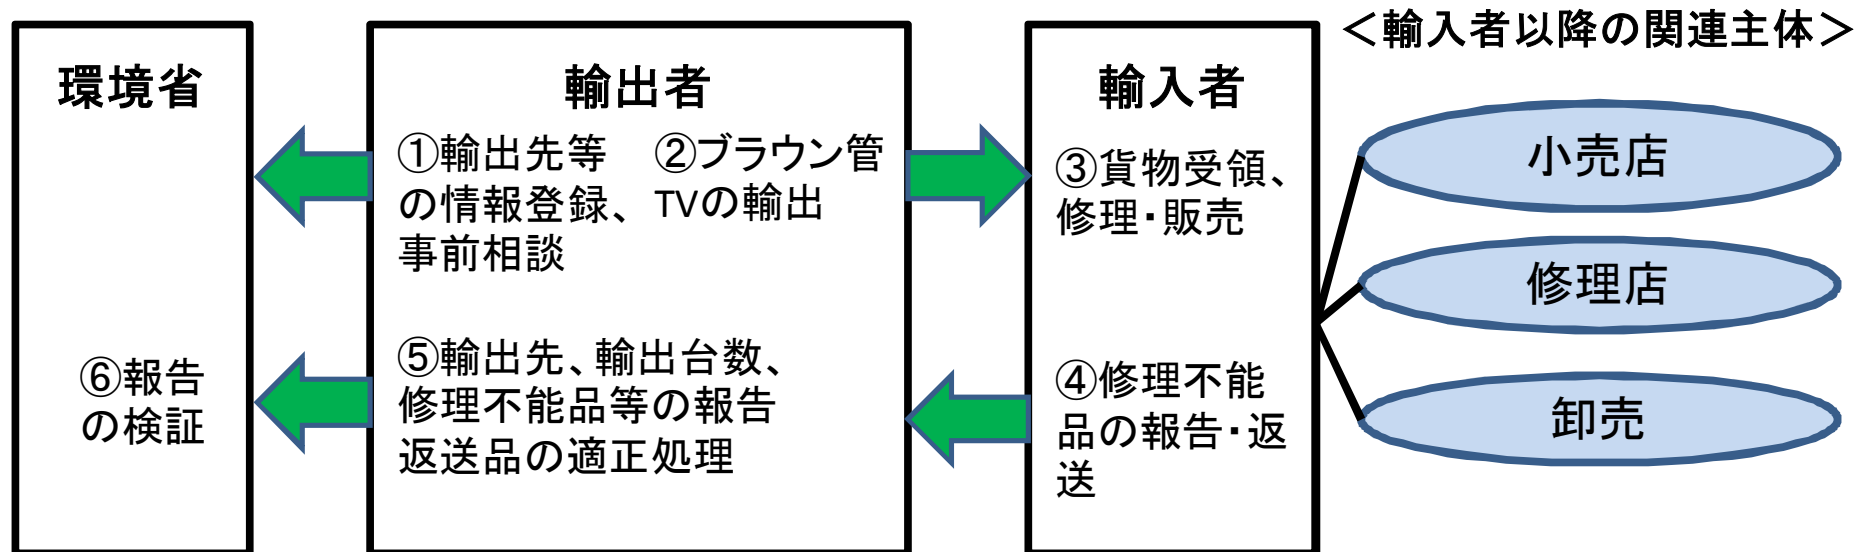 環境省
⑥報告
の検証
輸出者
①輸出先等
の情報登録、
事前相談
②ブラウン管
TVの輸出
⑤輸出先、輸出台数、
修理不能品等の報告
返送品の適正処理
輸入者
③貨物受領、
修理・販売
④修理不能
品の報告・返
送
＜輸入者以降の関連主体＞
小売店
修理店
卸売